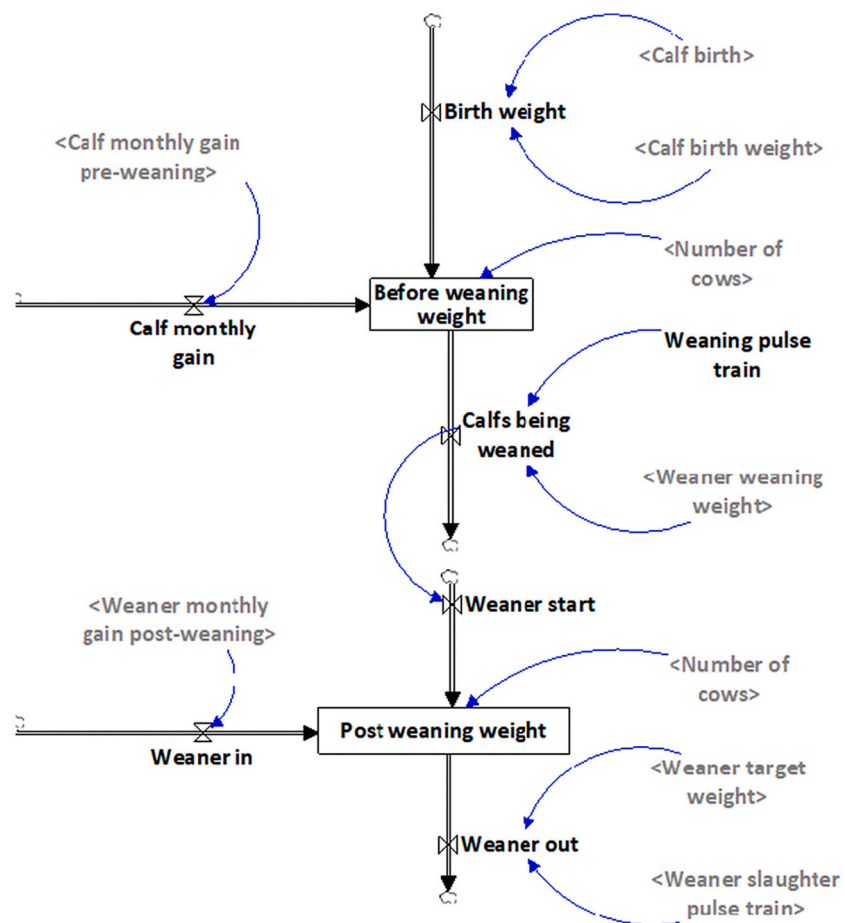 <Calf birth>
Birth weight
<Calf monthly gain
pre-weaning>
<Calf birth weight>
<Number of
cows>
Before weaning
weight
Calf monthly
gain
Weaning pulse
train
Calfs being
weaned
<Weaner weaning
weight>
Weaner start
<Weaner monthly
gain post-weaning>
<Number of
cows>
Post weaning weight
Weaner in
<Weaner target
weight>
Weaner out
<Weaner slaughter
pulse train>